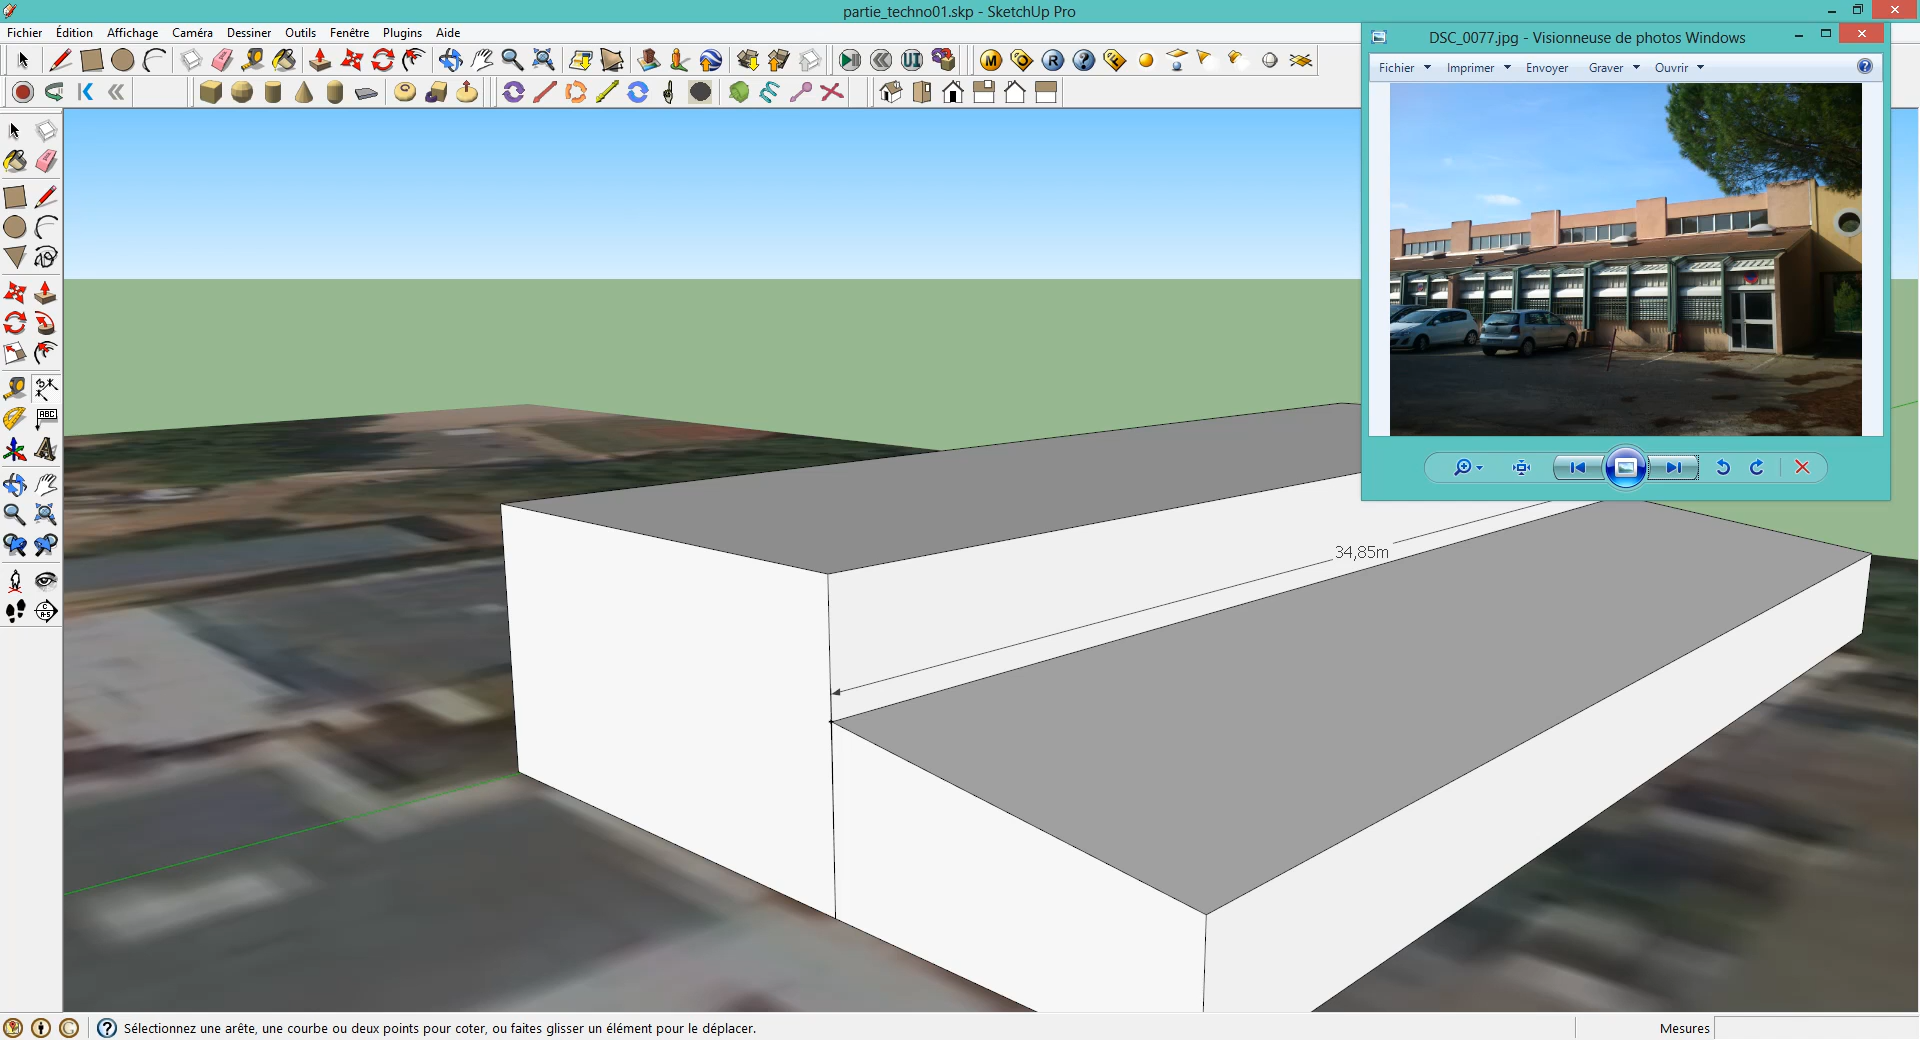 partie_techno01.skp - SketchUp Pro
Fichier Édition Affichage Caméra Dessiner Outils Fenêtre Plugins Aide
DSC_0077.jpg - Visionneuse de photos Windows
Fichier Imprimer Envoyer Graver Ouvrir
M
R
UI
ABC
34,85m
Sélectionnez une arête, une courbe ou deux points pour coter, ou faites glisser un élément pour le déplacer.
Mesures